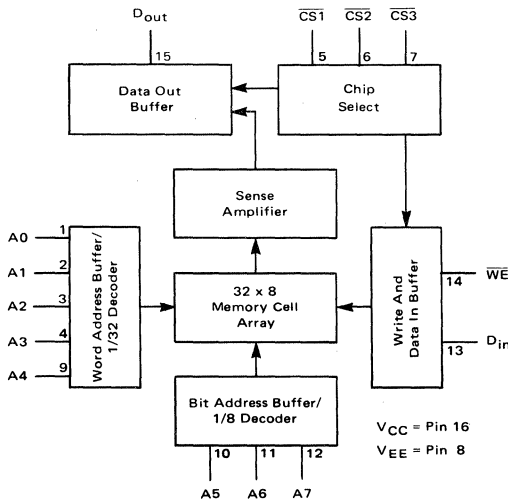 Dout
CS1 CS2 CS3
15
5 6 7
Data Out
Buffer
Chip
Select
Sense
Amplifier
A0 1
A1 2
A2 3
A3 4
A4 9
Word Address Buffer/
1/32 Decoder
32 x 8
Memory Cell
Array
Write And
Data In Buffer
14 WE
13 Din
Bit Address Buffer/
1/8 Decoder
10 11 12
A5 A6 A7
VCC = Pin 16
VEE = Pin 8